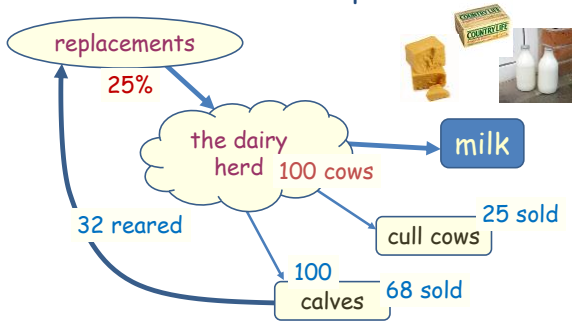 replacements
25%
COUNTRY LIFE
COUNTRY LIFE
the dairy
herd
100 cows
milk
32 reared
25 sold
cull cows
100
calves
68 sold